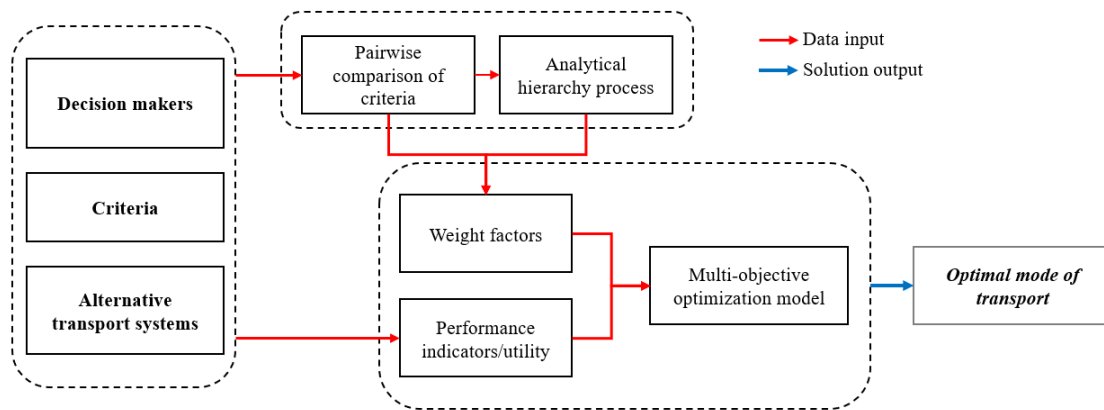 Decision makers
Criteria
Alternative
transport systems
Pairwise
comparison of
criteria
Analytical
hierarchy process
Data input
Solution output
Weight factors
Performance
indicators/utility
Multi-objective
optimization model
Optimal mode of
transport